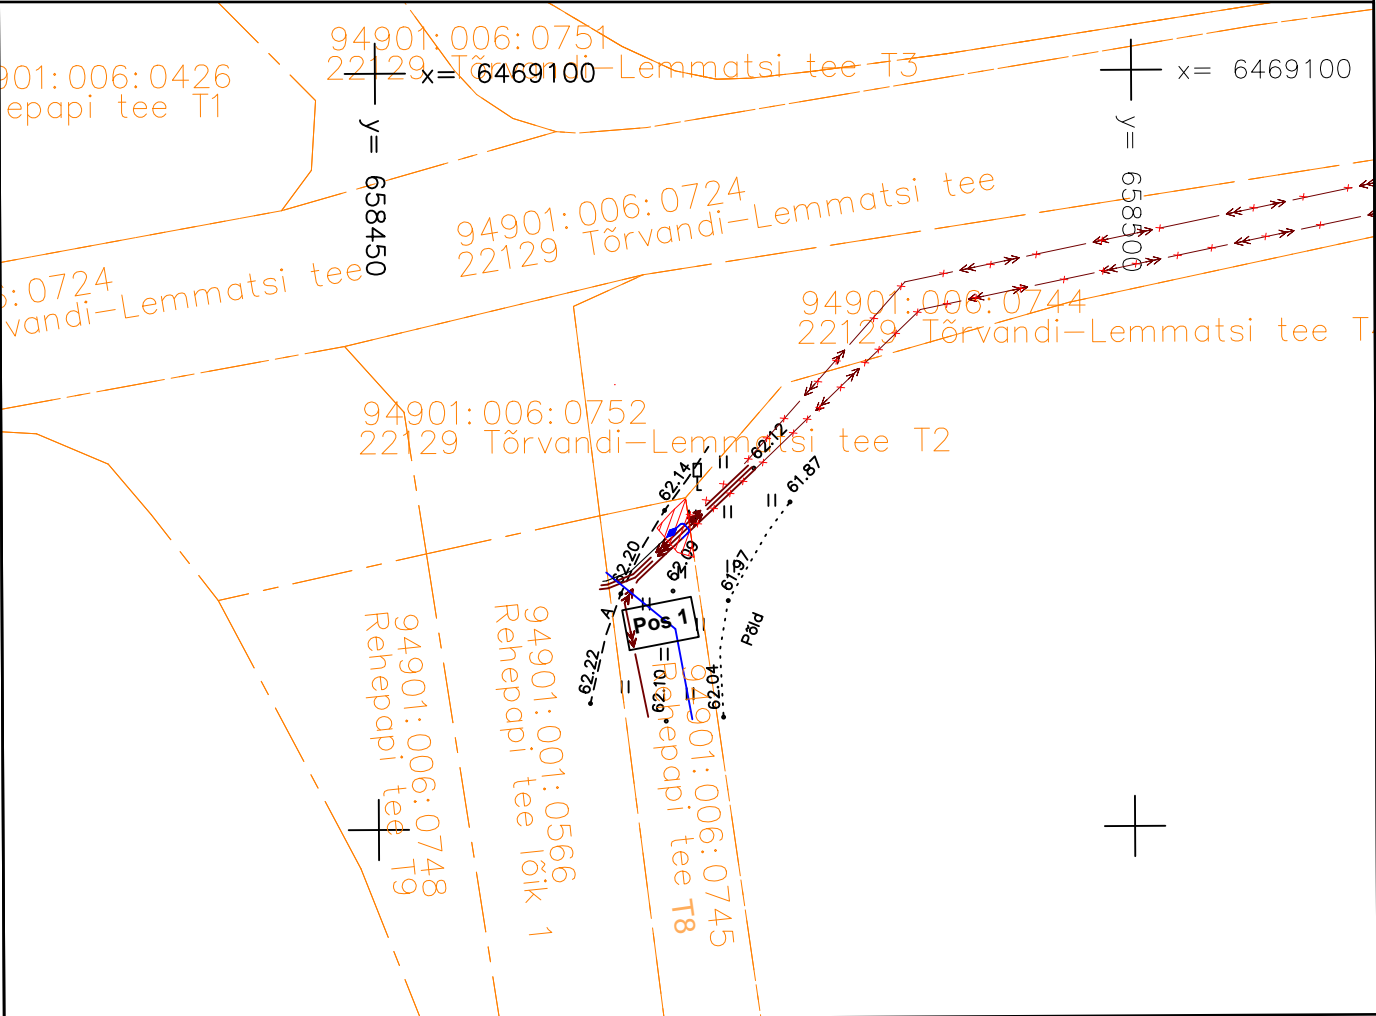 94901:006:0751
22129 Tõrvandi-Lemmatsi tee T3
901:006:0426
epapi tee T1
x= 6469100
x= 6469100
y= 658450
y= 658500
94901:006:0724
22129 Tõrvandi-Lemmatsi tee
:0724
vandi-Lemmatsi tee
94901:006:0744
22129 Tõrvandi-Lemmatsi tee T
94901:006:0752
22129 Tõrvandi-Lemmatsi tee T2
62.12
61.87
62.14
62.20
62.09
61.97
A
Pos 1
Põld
62.22
62.10
62.04
94901:006:0748
Rehepapi tee T9
94901:001:0566
Rehepapi tee lõik 1
94901:006:0745
Rehepapi tee T8